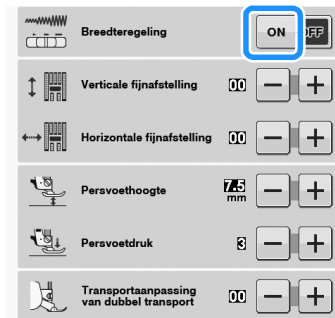 Breedteregeling ON OFF
Verticale fijnafstelling 00 − +
Horizontale fijnafstelling 00 − +
Persvoethoogte 7.5 mm − +
Persvoetdruk 3 − +
Transportaanpassing
van dubbel transport 00 − +